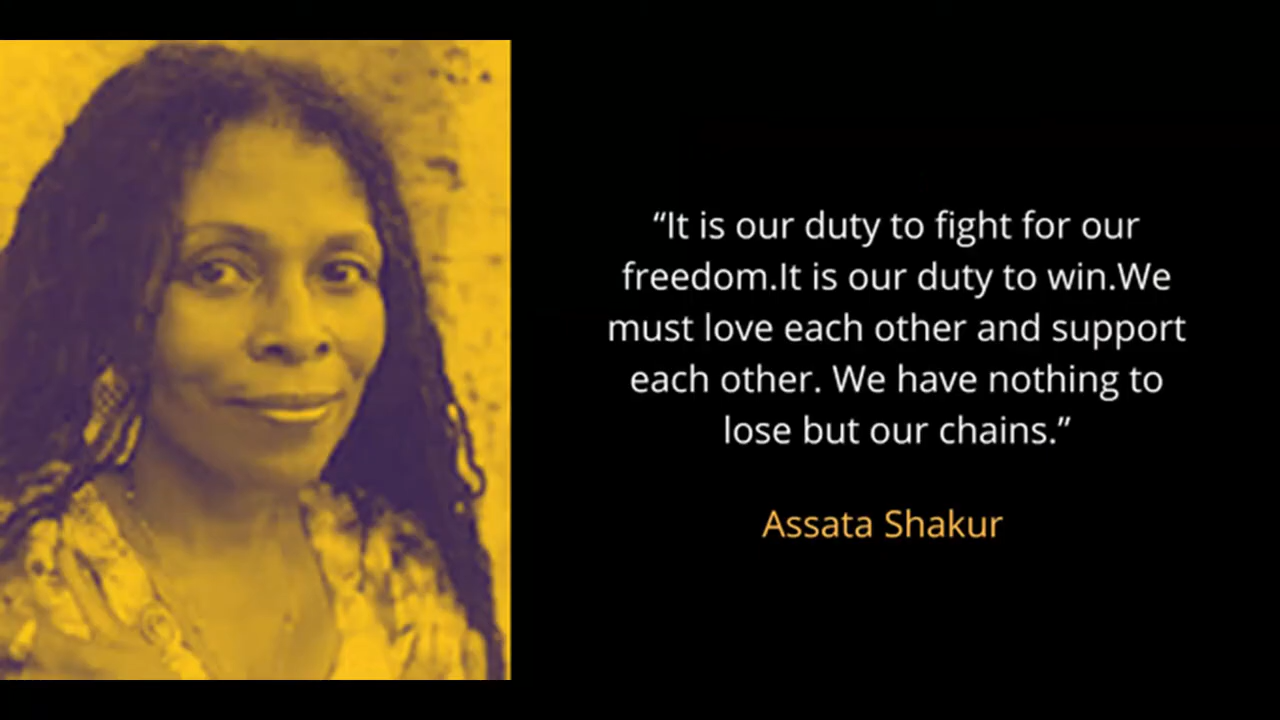 “It is our duty to fight for our
freedom.It is our duty to win.We
must love each other and support
each other. We have nothing to
lose but our chains.”
Assata Shakur